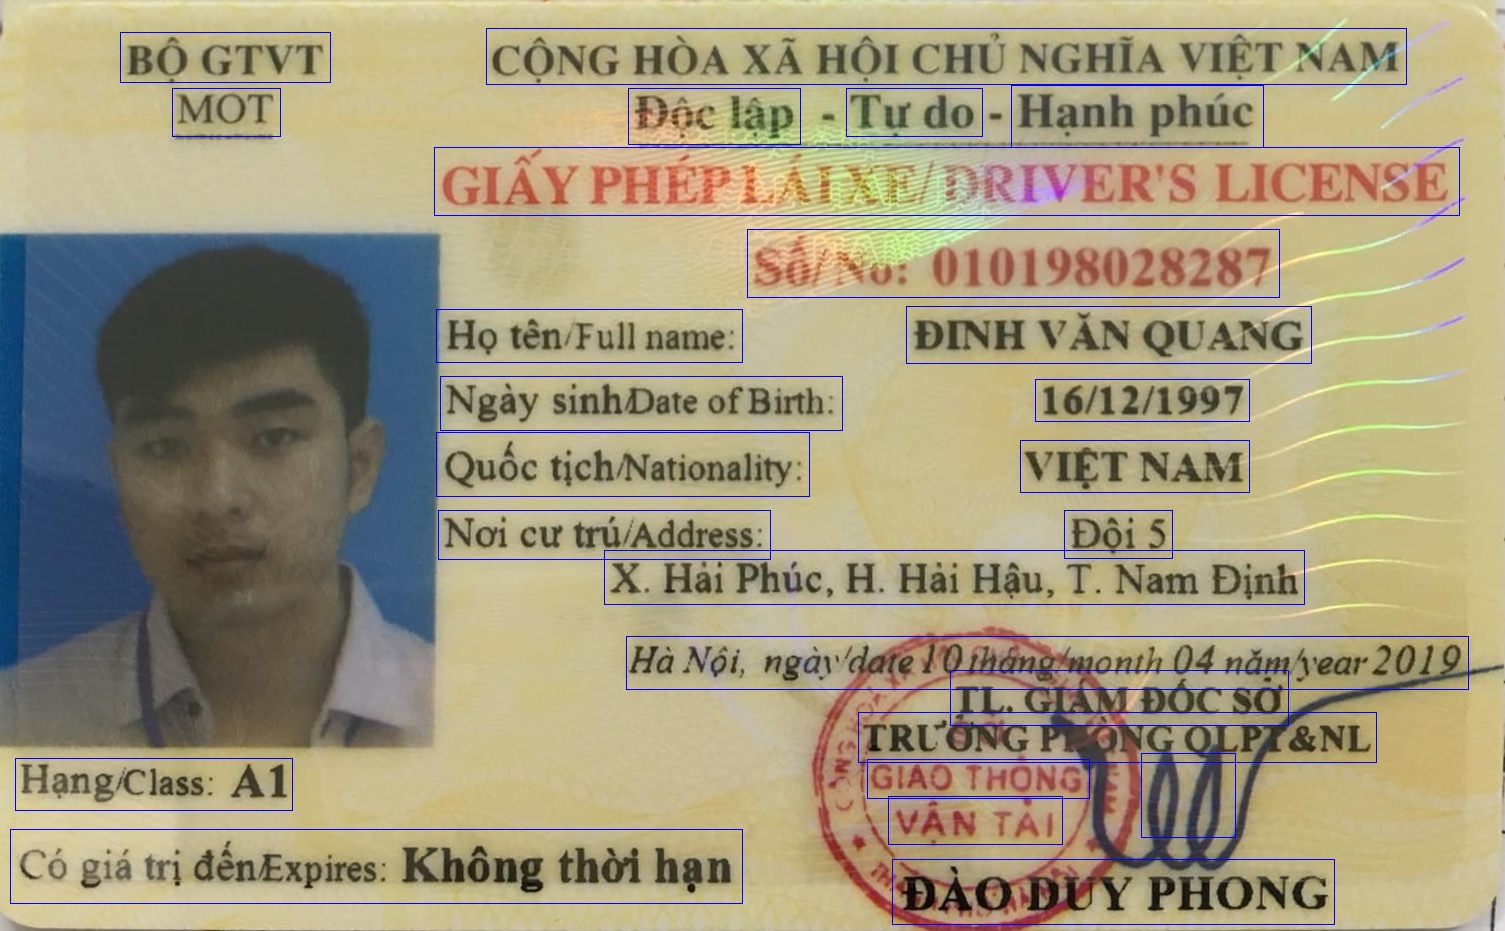 BỘ GTVT
MOT
CỘNG HÒA XÃ HỘI CHỦ NGHĨA VIỆT NAM
Độc lập - Tự do - Hạnh phúc
GIẤY PHÉP LÁI XE/ DRIVER'S LICENSE
Số/No: 010198028287
Họ tên/Full name: ĐINH VĂN QUANG
Ngày sinh/Date of Birth: 16/12/1997
Quốc tịch/Nationality: VIỆT NAM
Nơi cư trú/Address: Đội 5
X. Hải Phúc, H. Hải Hậu, T. Nam Định
Hà Nội, ngày/date 10 tháng/month 04 năm/year 2019
TL. GIÁM ĐỐC SỞ
TRƯỞNG PHÒNG QLPT&NL
GIAO THÔNG
VẬN TẢI
Hạng/Class: A1
Có giá trị đến/Expires: Không thời hạn
ĐÀO DUY PHONG